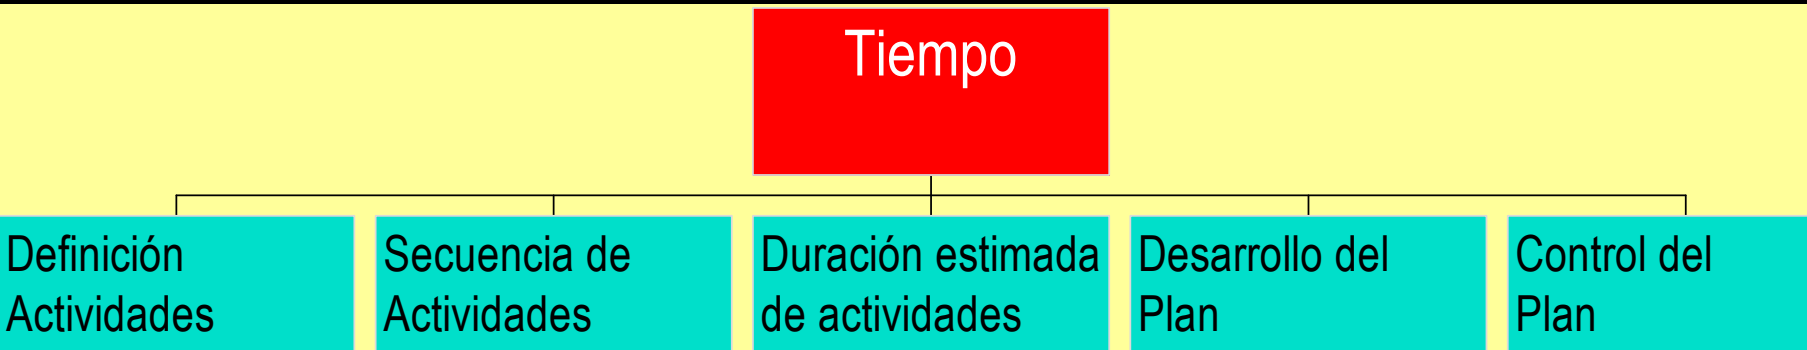 Tiempo
Definición
Actividades
Secuencia de
Actividades
Duración estimada
de actividades
Desarrollo del
Plan
Control del
Plan